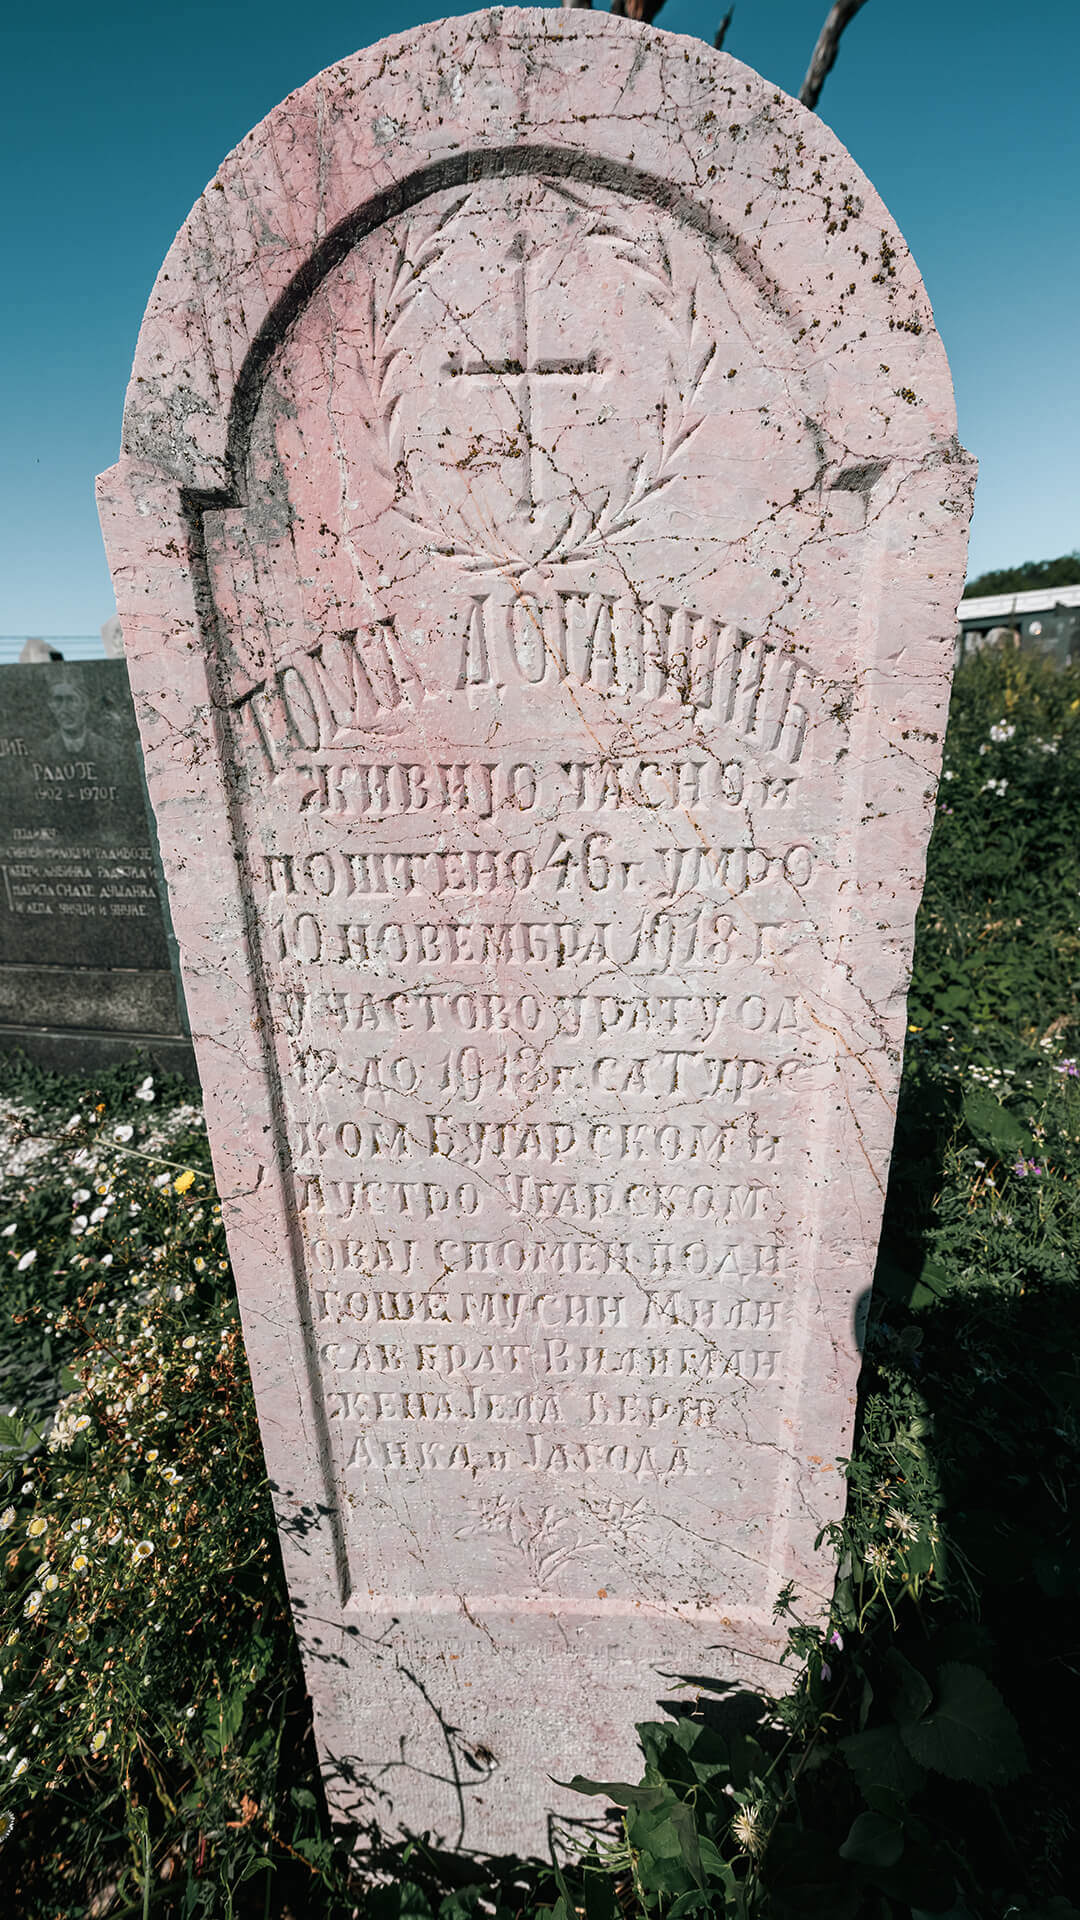 ТОМА ДОГАНЏИЋ
ЖИВИЈО ЧАСНО И
ПОШТЕНО 46 Г УМРО
10 НОВЕМБРА 1918 Г
УЧАСТОВО У РАТУ ОД
12 ДО 1918 Г. СА ТУРС
КОМ БУГАРСКОМ И
АУСТРО УГАРСКОМ
ОВАЈ СПОМЕН ПОДИ
ГОШЕ МУ СИН МИЛИ
САВ БРАТ ВИЛИМАН
ЖЕНА ЈЕЛА ЋЕРИ
АНКА И ЈАГОДА.
РАДОЈЕ
1902 - 1970 Г.